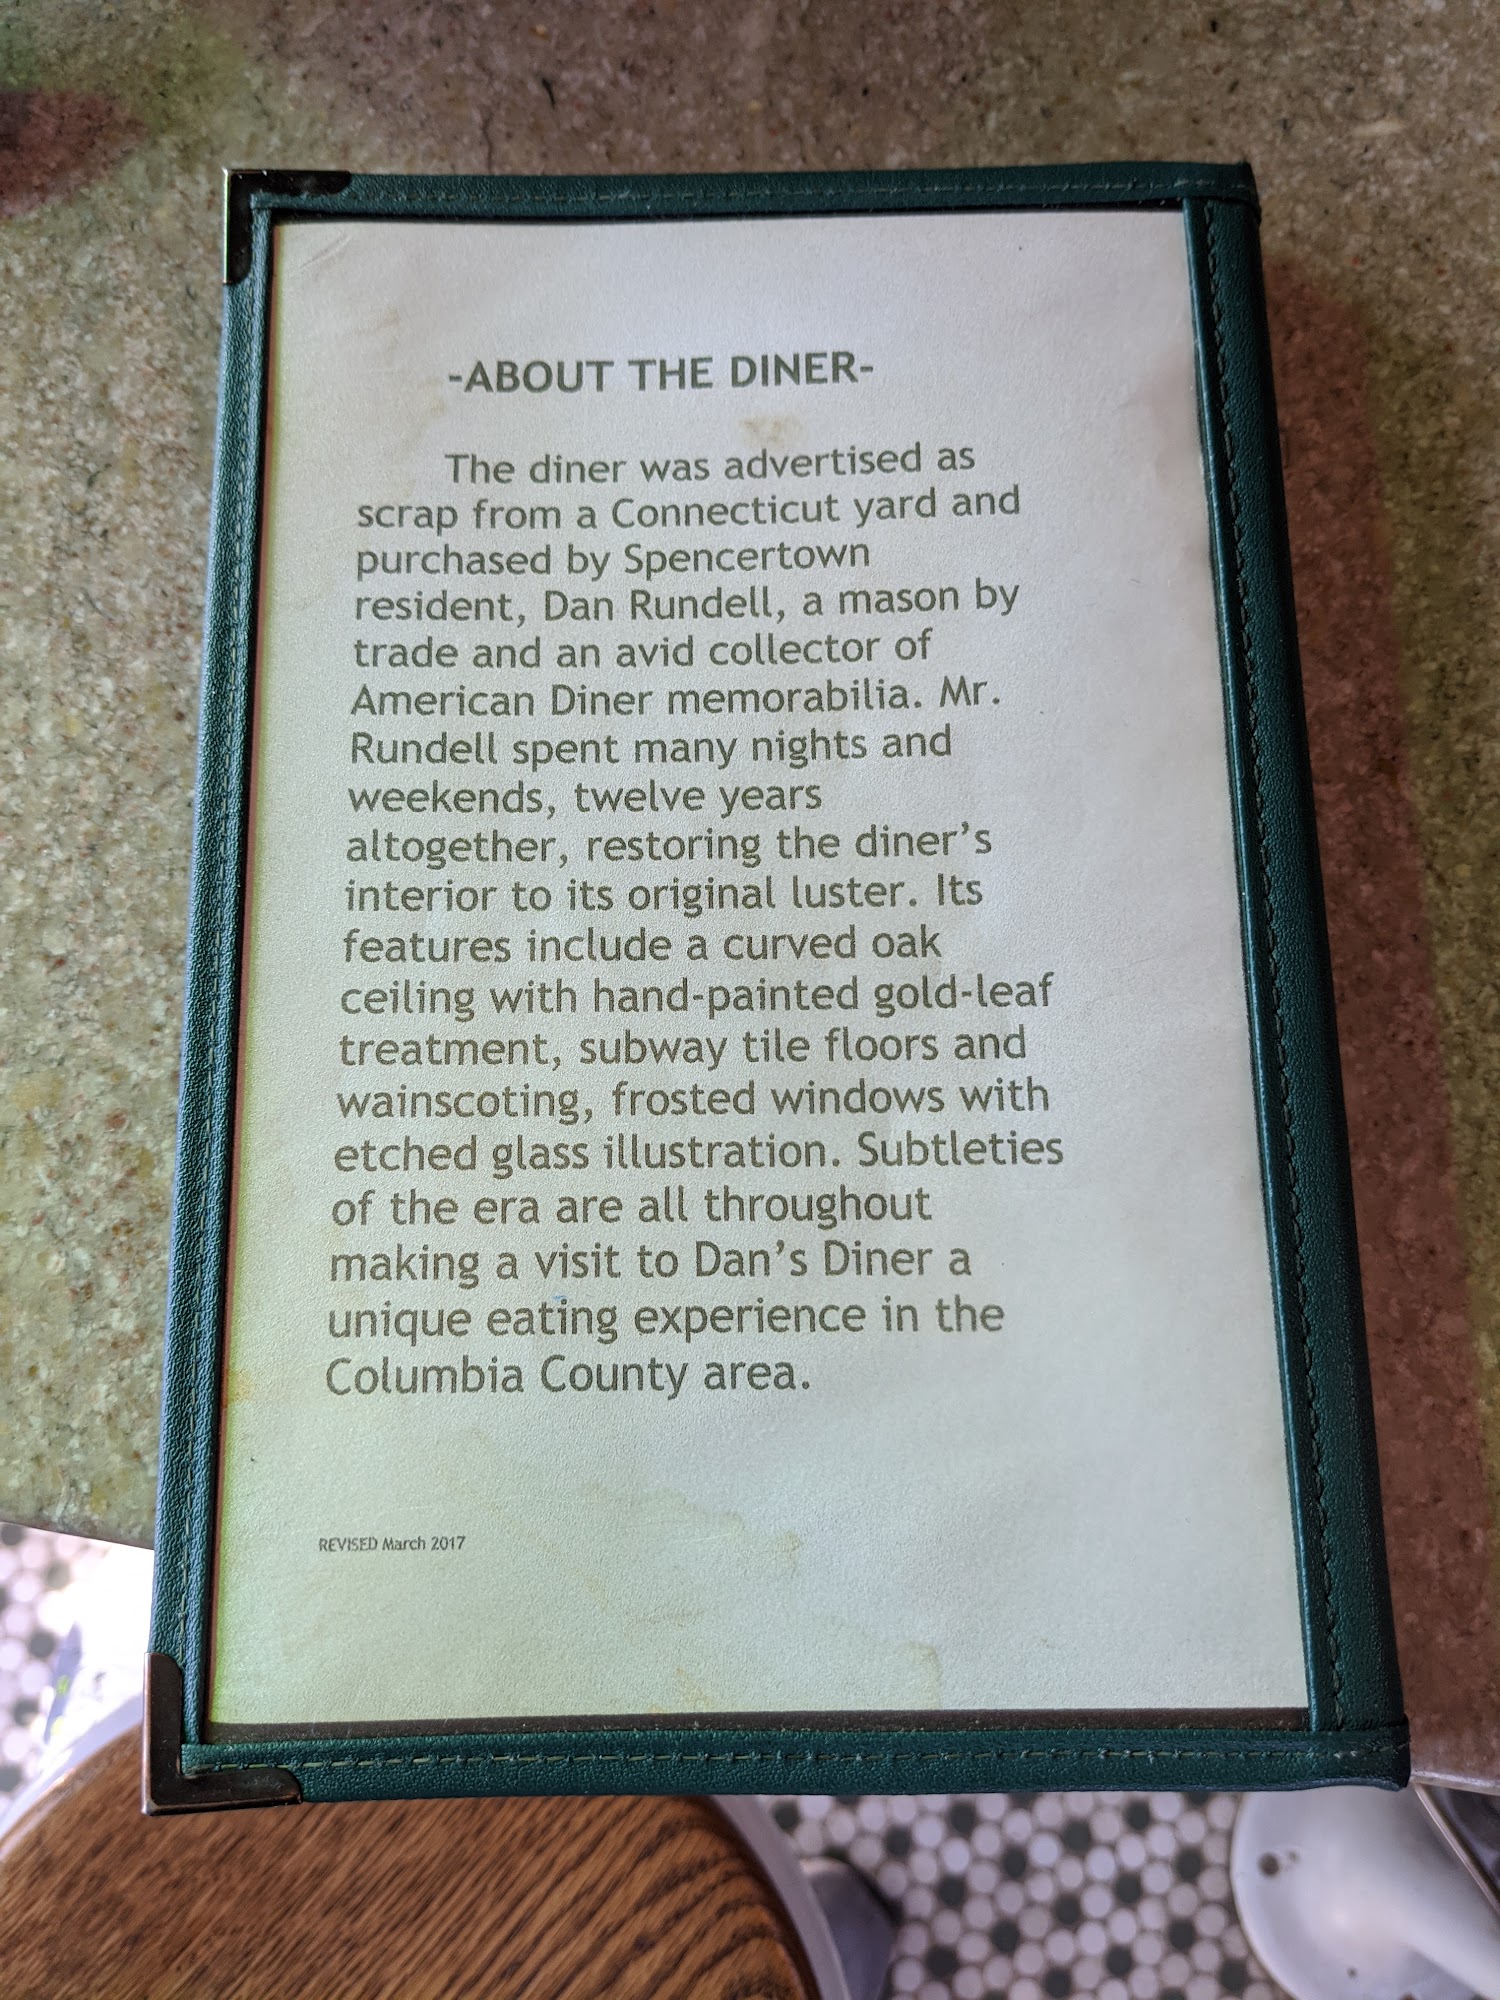 -ABOUT THE DINER-
The diner was advertised as
scrap from a Connecticut yard and
purchased by Spencertown
resident, Dan Rundell, a mason by
trade and an avid collector of
American Diner memorabilia. Mr.
Rundell spent many nights and
weekends, twelve years
altogether, restoring the diner’s
interior to its original luster. Its
features include a curved oak
ceiling with hand-painted gold-leaf
treatment, subway tile floors and
wainscoting, frosted windows with
etched glass illustration. Subtleties
of the era are all throughout
making a visit to Dan’s Diner a
unique eating experience in the
Columbia County area.
REVISED March 2017